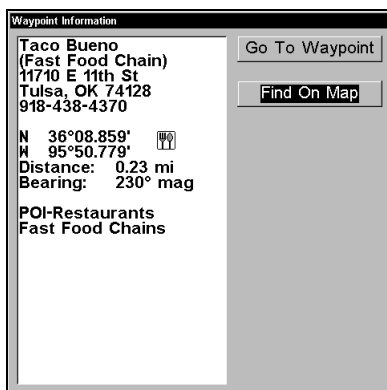 Waypoint Information
Taco Bueno
(Fast Food Chain)
11710 E 11th St
Tulsa, OK 74128
918-438-4370
N 36°08.859'
W 95°50.779'
Distance: 0.23 mi
Bearing: 230° mag
POI-Restaurants
Fast Food Chains
Go To Waypoint
Find On Map